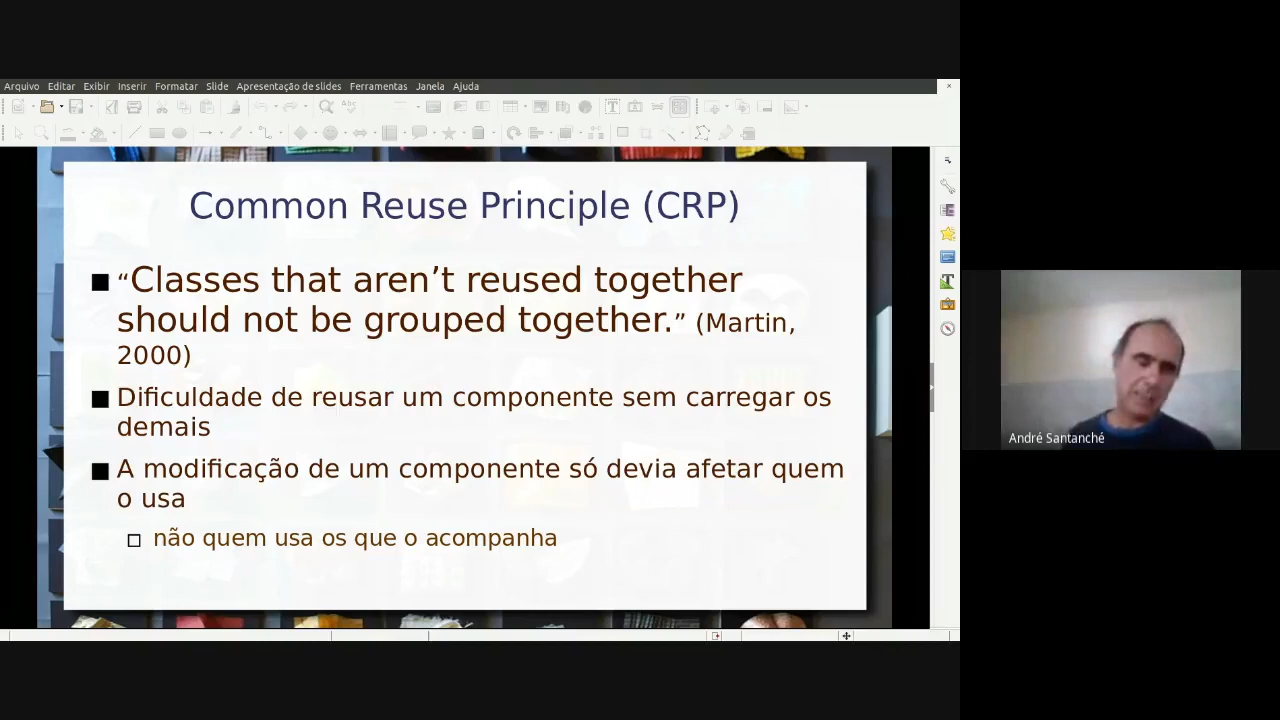 Arquivo Editar Exibir Inserir Formatar Slide Apresentação de slides Ferramentas Janela Ajuda
Common Reuse Principle (CRP)
“Classes that aren’t reused together
should not be grouped together.” (Martin,
2000)
Dificuldade de reusar um componente sem carregar os
demais
A modificação de um componente só devia afetar quem
o usa
não quem usa os que o acompanha
André Santanché